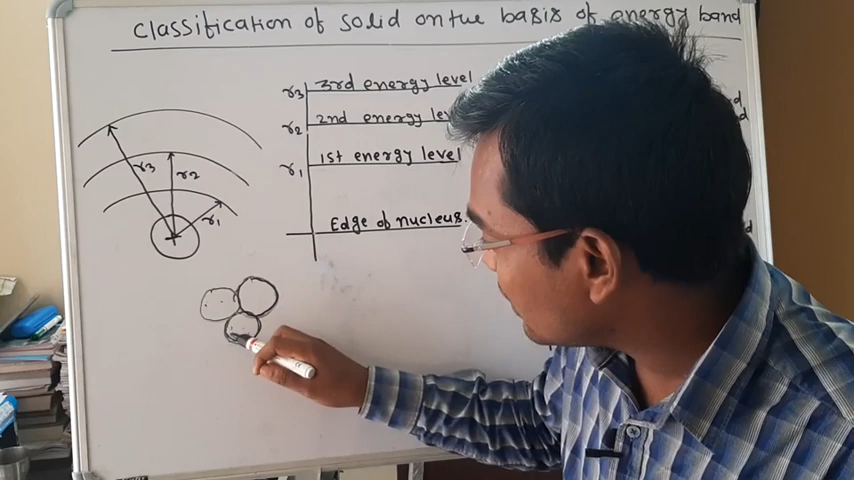 classification of solid on the basis of energy band
r3 3rd energy level
r2 2nd energy
r1 1st energy level
Edge of nucleus.
r3
r2
r1
+